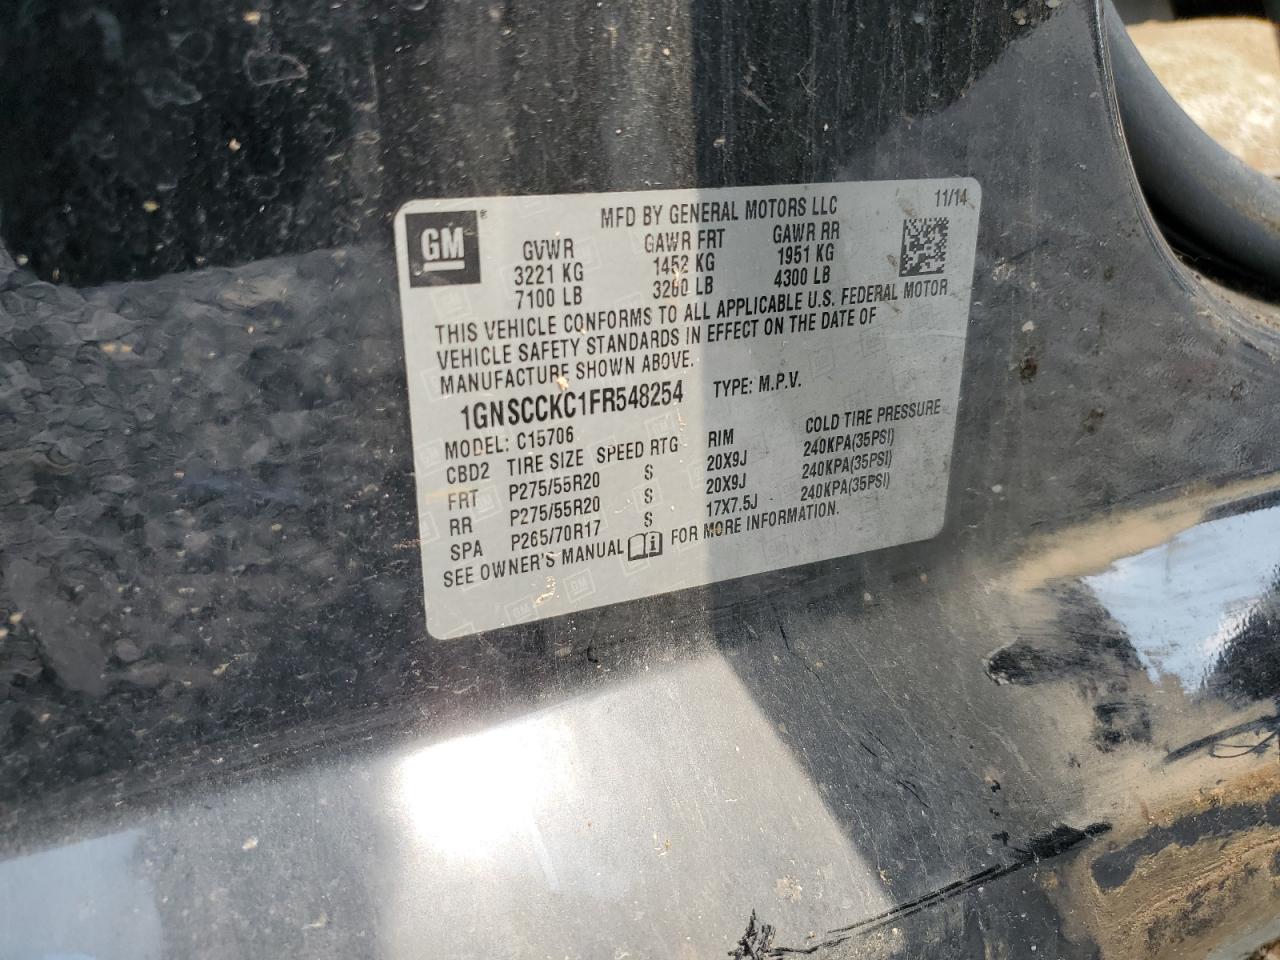 GM ®
MFD BY GENERAL MOTORS LLC 11/14
GVWR GAWR FRT GAWR RR
3221 KG 1452 KG 1951 KG
7100 LB 3200 LB 4300 LB
THIS VEHICLE CONFORMS TO ALL APPLICABLE U.S. FEDERAL MOTOR
VEHICLE SAFETY STANDARDS IN EFFECT ON THE DATE OF
MANUFACTURE SHOWN ABOVE.
1GNSCCKC1FR548254 TYPE: M.P.V.
MODEL: C15706
CBD2 TIRE SIZE SPEED RTG RIM COLD TIRE PRESSURE
FRT P275/55R20 S 20X9J 240KPA(35PSI)
RR P275/55R20 S 20X9J 240KPA(35PSI)
SPA P265/70R17 S 17X7.5J 240KPA(35PSI)
SEE OWNER'S MANUAL FOR MORE INFORMATION.